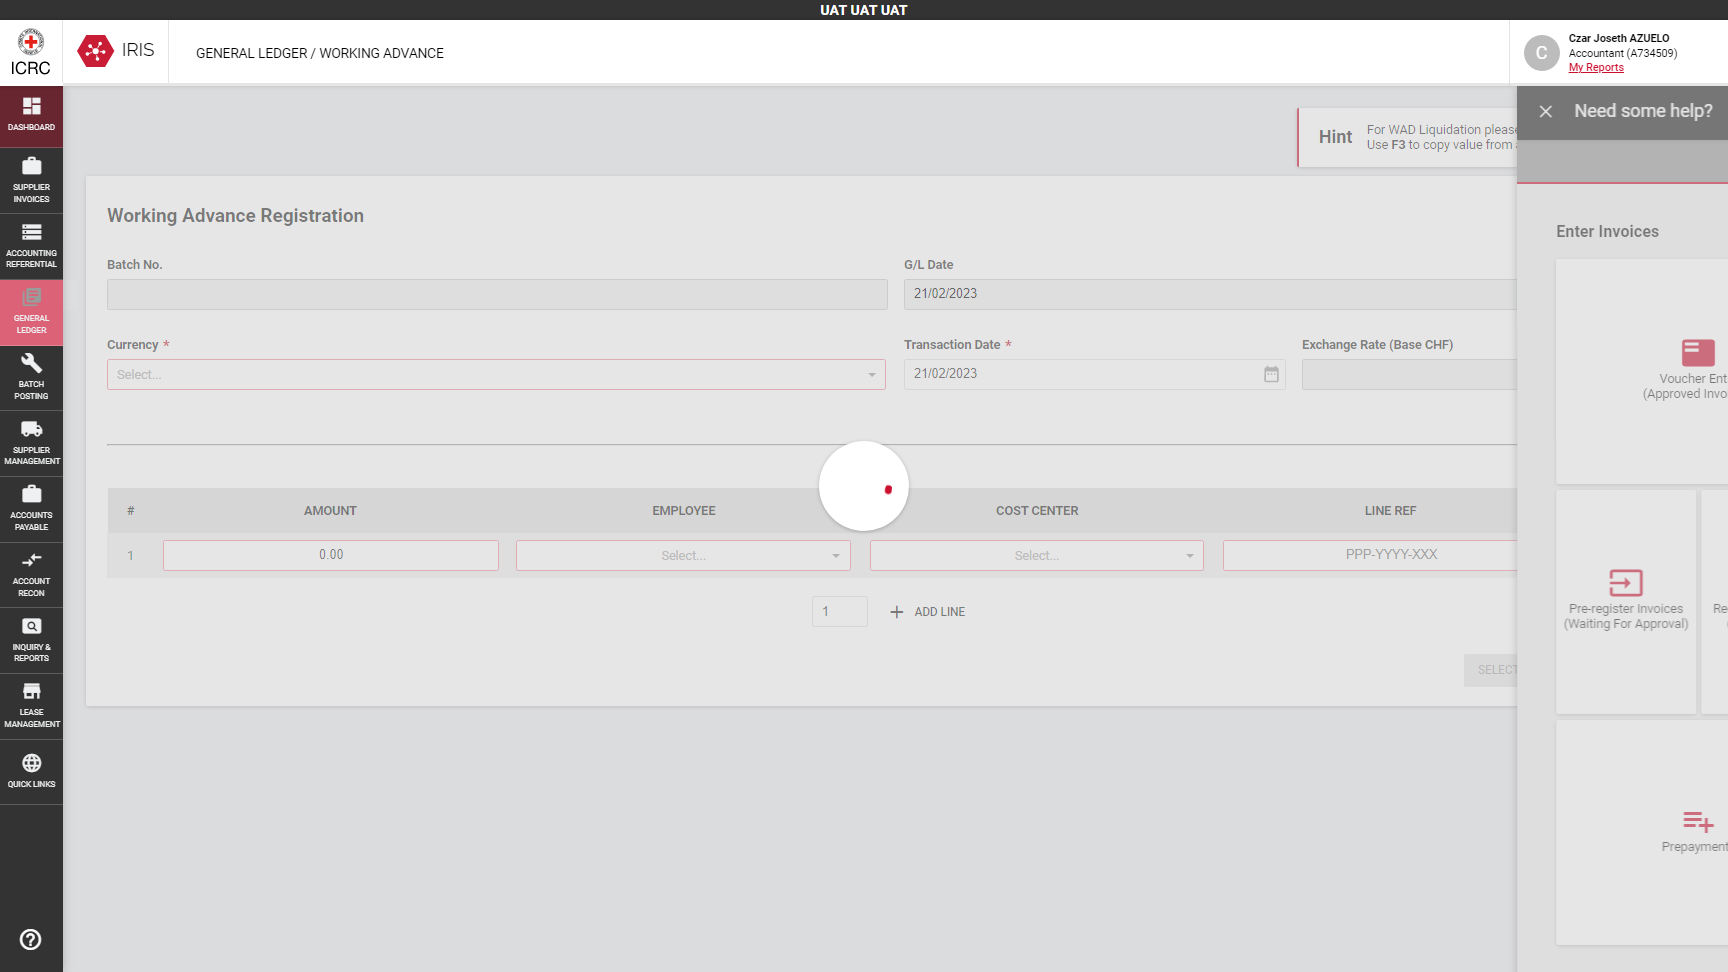 UAT UAT UAT
ICRC
IRIS
GENERAL LEDGER / WORKING ADVANCE
C
Czar Joseth AZUELO
Accountant (A734509)
My Reports
DASHBOARD
SUPPLIER
INVOICES
ACCOUNTING
REFERENTIAL
GENERAL
LEDGER
BATCH
POSTING
SUPPLIER
MANAGEMENT
ACCOUNTS
PAYABLE
ACCOUNT
RECON
INQUIRY &
REPORTS
LEASE
MANAGEMENT
QUICK LINKS
Hint
For WAD Liquidation please
Use F3 to copy value from
Working Advance Registration
Batch No.
G/L Date
21/02/2023
Currency *
Transaction Date *
Exchange Rate (Base CHF)
Select...
21/02/2023
# AMOUNT EMPLOYEE COST CENTER LINE REF
1 0.00 Select... Select... PPP-YYYY-XXX
1 ADD LINE
SELECT
Need some help?
Enter Invoices
Voucher Ent
(Approved Invo
Pre-register Invoices
(Waiting For Approval)
Re
Prepayment